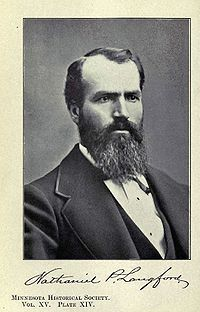 Nathaniel P. Langford
MINNESOTA HISTORICAL SOCIETY.
VOL. XV. PLATE XIV.